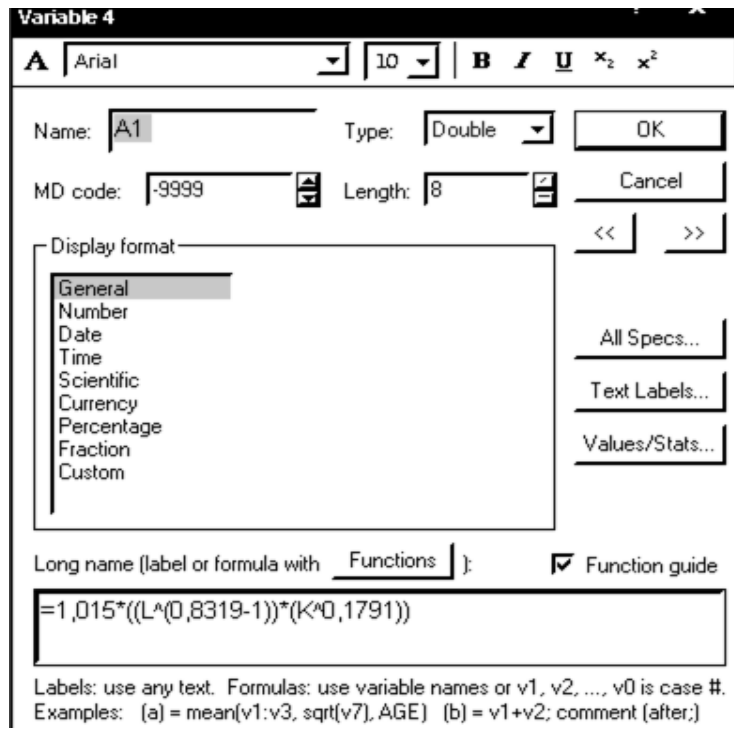 Variable 4
A Arial 10 B I U ×₂ ×²
Name: A1 Type: Double OK
MD code: -9999 Length: 8 Cancel
<< >>
Display format
General
Number
Date
Time
Scientific
Currency
Percentage
Fraction
Custom
All Specs...
Text Labels...
Values/Stats...
Long name (label or formula with Functions ): Function guide
=1,015*((L^(0,8319-1))*(K^0,1791))
Labels: use any text. Formulas: use variable names or v1, v2, ..., v0 is case #.
Examples: (a) = mean(v1:v3, sqrt(v7), AGE) (b) = v1+v2; comment (after;)